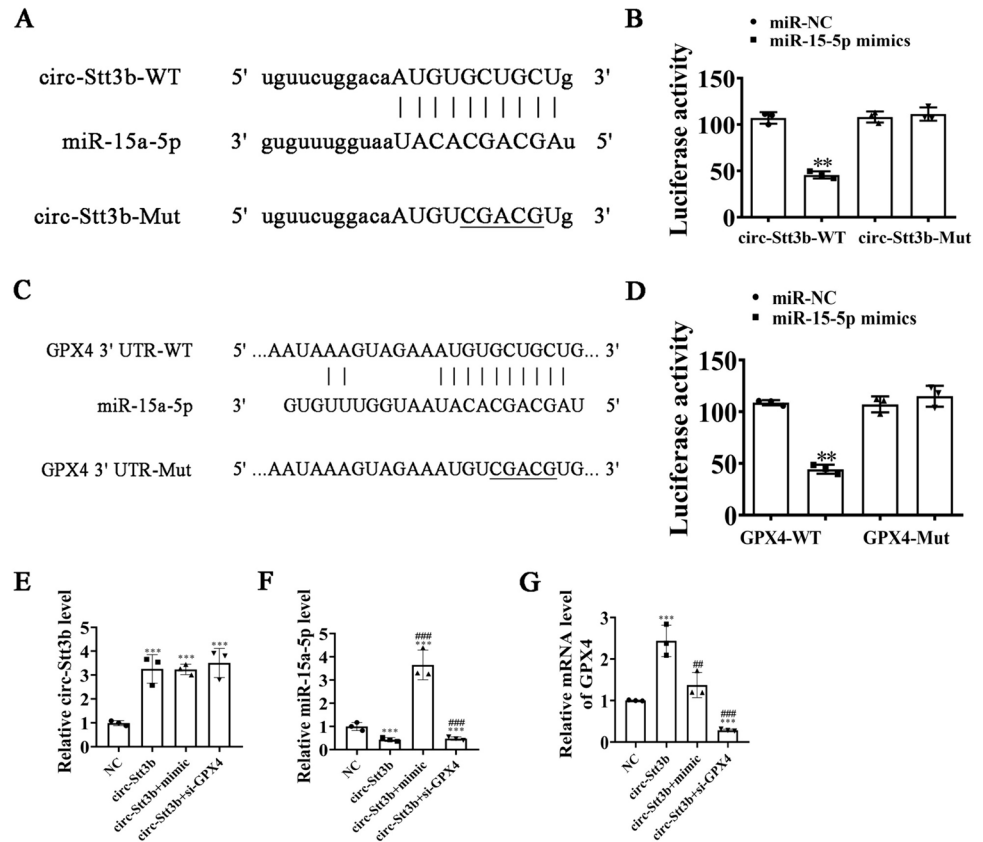 A
circ-Stt3b-WT 5' uguucuggacaAUGUGCUGCUg 3'
miR-15a-5p 3' guguuugguaaUACACGACGAu 5'
circ-Stt3b-Mut 5' uguucuggacaAUGUCGACGUg 3'
B
miR-NC
miR-15-5p mimics
Luciferase activity
150
100
50
0
**
circ-Stt3b-WT circ-Stt3b-Mut
C
GPX4 3' UTR-WT 5' ...AAUAAAGUAGAAAUGUGCUGCUG... 3'
miR-15a-5p 3' GUGUUUGGUAAUACACGACGAU 5'
GPX4 3' UTR-Mut 5' ...AAUAAAGUAGAAAUGUCGACGUG... 3'
D
miR-NC
miR-15-5p mimics
Luciferase activity
150
100
50
0
**
GPX4-WT GPX4-Mut
E
Relative circ-Stt3b level
5
4
3
2
1
0
*** *** ***
NC
circ-Stt3b
circ-Stt3b+mimic
circ-Stt3b+si-GPX4
F
Relative miR-15a-5p level
5
4
3
2
1
0
***
###
***
###
***
NC
circ-Stt3b
circ-Stt3b+mimic
circ-Stt3b+si-GPX4
G
Relative mRNA level
of GPX4
3
2
1
0
***
##
###
***
NC
circ-Stt3b
circ-Stt3b+mimic
circ-Stt3b+si-GPX4